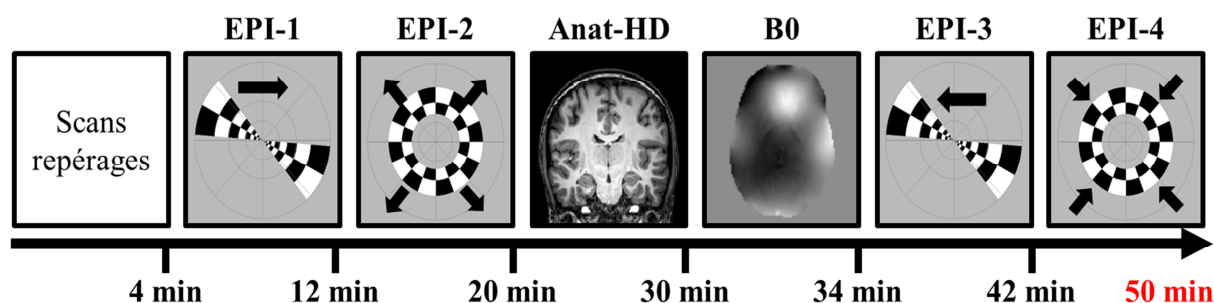 EPI-1 EPI-2 Anat-HD B0 EPI-3 EPI-4
Scans
repérages
4 min 12 min 20 min 30 min 34 min 42 min 50 min